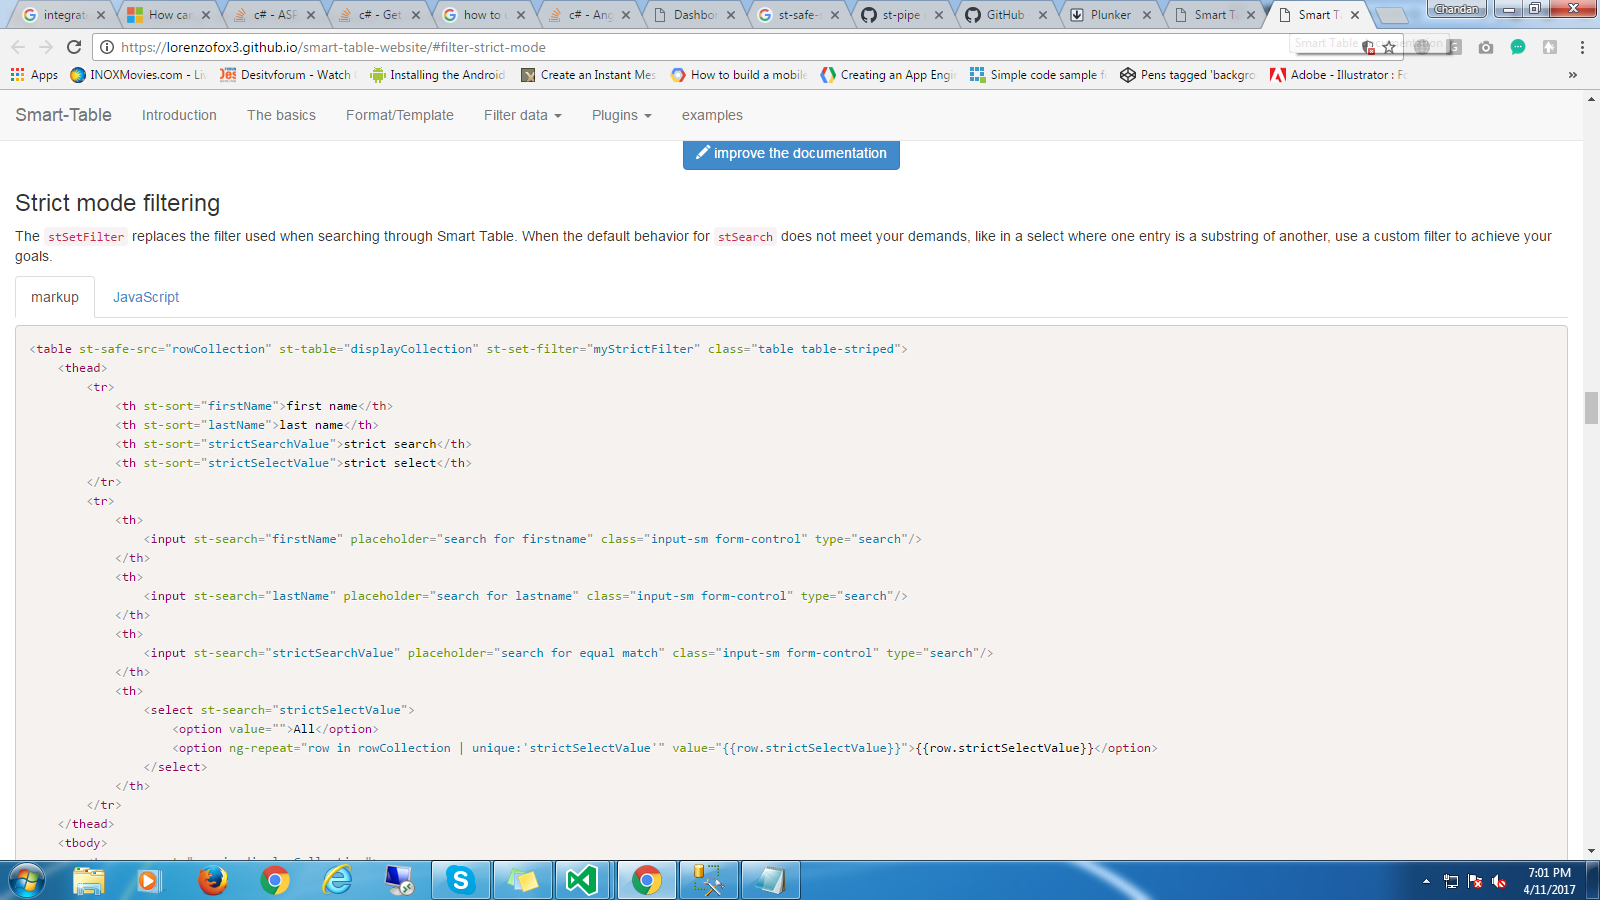 integrat
How can
c# - ASP
c# - Get
how to u
c# - Ang
Dashbo
st-safe-s
st-pipe
GitHub
Plunker
Smart Ta
Smart Ta
Chandan
https://lorenzofox3.github.io/smart-table-website/#filter-strict-mode
Smart Table documentation
Apps
INOXMovies.com - Liv
Desitvforum - Watch
Installing the Android
Create an Instant Mes
How to build a mobile
Creating an App Engi
Simple code sample f
Pens tagged 'backgro
Adobe - Illustrator : Fo
»
Smart-Table
Introduction
The basics
Format/Template
Filter data
Plugins
examples
improve the documentation
Strict mode filtering
The stSetFilter replaces the filter used when searching through Smart Table. When the default behavior for stSearch does not meet your demands, like in a select where one entry is a substring of another, use a custom filter to achieve your
goals.
markup
JavaScript
<table st-safe-src="rowCollection" st-table="displayCollection" st-set-filter="myStrictFilter" class="table table-striped">
<thead>
<tr>
<th st-sort="firstName">first name</th>
<th st-sort="lastName">last name</th>
<th st-sort="strictSearchValue">strict search</th>
<th st-sort="strictSelectValue">strict select</th>
</tr>
<tr>
<th>
<input st-search="firstName" placeholder="search for firstname" class="input-sm form-control" type="search"/>
</th>
<th>
<input st-search="lastName" placeholder="search for lastname" class="input-sm form-control" type="search"/>
</th>
<th>
<input st-search="strictSearchValue" placeholder="search for equal match" class="input-sm form-control" type="search"/>
</th>
<th>
<select st-search="strictSelectValue">
<option value="">All</option>
<option ng-repeat="row in rowCollection | unique:'strictSelectValue'" value="{{row.strictSelectValue}}">{{row.strictSelectValue}}</option>
</select>
</th>
</tr>
</thead>
<tbody>
7:01 PM
4/11/2017